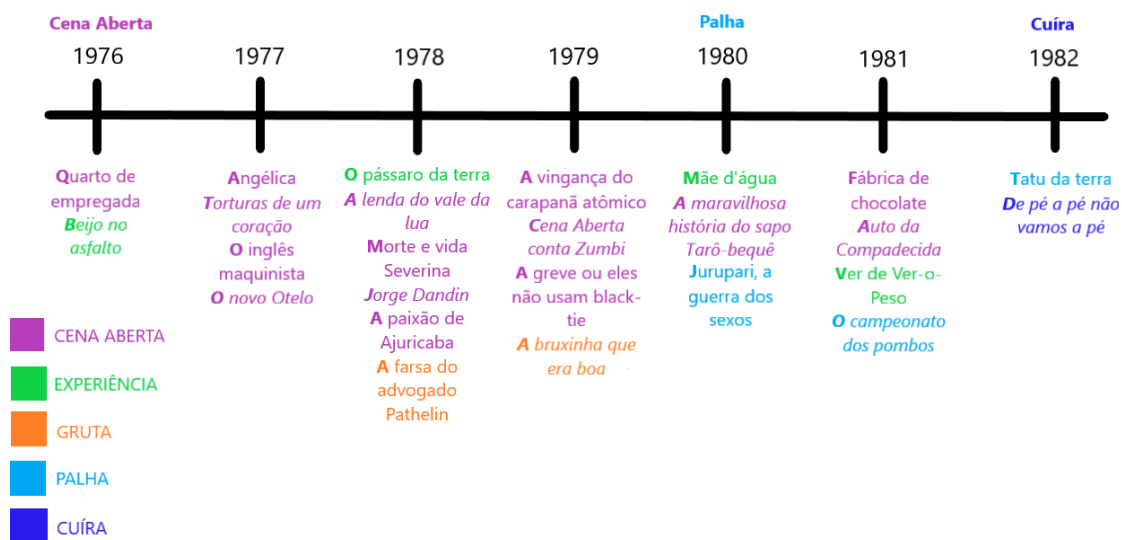 Cena Aberta
Palha
Cuíra
1976
1977
1978
1979
1980
1981
1982
Quarto de
empregada
Beijo no
asfalto
Angélica
Torturas de um
coração
O inglês
maquinista
O novo Otelo
O pássaro da terra
A lenda do vale da
lua
Morte e vida
Severina
Jorge Dandin
A paixão de
Ajuricaba
A farsa do
advogado
Pathelin
A vingança do
carapanã atômico
Cena Aberta
conta Zumbi
A greve ou eles
não usam black-
tie
A bruxinha que
era boa
Mãe d'água
A maravilhosa
história do sapo
Tarô-bequê
Jurupari, a
guerra dos
sexos
Fábrica de
chocolate
Auto da
Compadecida
Ver de Ver-o-
Peso
O campeonato
dos pombos
Tatu da terra
De pé a pé não
vamos a pé
CENA ABERTA
EXPERIÊNCIA
GRUTA
PALHA
CUÍRA